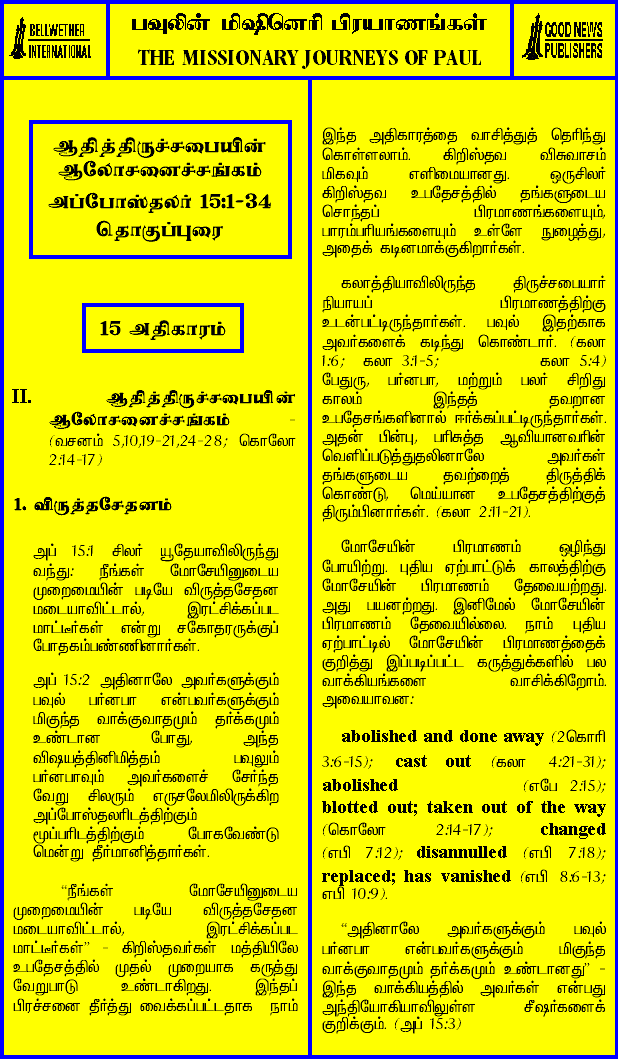 BELLWETHER
INTERNATIONAL
பவுலின் மிஷினெரி பிரயாணங்கள்
THE MISSIONARY JOURNEYS OF PAUL
GOOD NEWS
PUBLISHERS
ஆதித்திருச்சபையின்
ஆலோசனைச்சங்கம்
அப்போஸ்தலர் 15:1-34
தொகுப்புரை
15 அதிகாரம்
II. ஆதித்திருச்சபையின்
ஆலோசனைச்சங்கம் -
(வசனம் 5,10,19-21,24-28; கொலோ
2:14-17)
1. விருத்தசேதனம்
அப் 15:1 சிலர் யூதேயாவிலிருந்து
வந்து: நீங்கள் மோசேயினுடைய
முறைமையின் படியே விருத்தசேதன
மடையாவிட்டால், இரட்சிக்கப்பட
மாட்டீர்கள் என்று சகோதரருக்குப்
போதகம்பண்ணினார்கள்.
அப் 15:2 அதினாலே அவர்களுக்கும்
பவுல் பர்னபா என்பவர்களுக்கும்
மிகுந்த வாக்குவாதமும் தர்க்கமும்
உண்டான போது, அந்த
விஷயத்தினிமித்தம் பவுலும்
பர்னபாவும் அவர்களைச் சேர்ந்த
வேறு சிலரும் எருசலேமிலிருக்கிற
அப்போஸ்தலரிடத்திற்கும்
மூப்பரிடத்திற்கும் போகவேண்டு
மென்று தீர்மானித்தார்கள்.
“நீங்கள் மோசேயினுடைய
முறைமையின் படியே விருத்தசேதன
மடையாவிட்டால், இரட்சிக்கப்பட
மாட்டீர்கள்” - கிறிஸ்தவர்கள் மத்தியிலே
உபதேசத்தில் முதல் முறையாக கருத்து
வேறுபாடு உண்டாகிறது. இந்தப்
பிரச்சனை தீர்த்து வைக்கப்பட்டதாக நாம்
இந்த அதிகாரத்தை வாசித்துத் தெரிந்து
கொள்ளலாம். கிறிஸ்தவ விசுவாசம்
மிகவும் எளிமையானது. ஒருசிலர்
கிறிஸ்தவ உபதேசத்தில் தங்களுடைய
சொந்தப் பிரமாணங்களையும்,
பாரம்பரியங்களையும் உள்ளே நுழைத்து,
அதைக் கடினமாக்குகிறார்கள்.
கலாத்தியாவிலிருந்த திருச்சபையார்
நியாயப் பிரமாணத்திற்கு
உடன்பட்டிருந்தார்கள். பவுல் இதற்காக
அவர்களைக் கடிந்து கொண்டார். (கலா
1:6; கலா 3:1-5; கலா 5:4)
பேதுரு, பர்னபா, மற்றும் பலர் சிறிது
காலம் இந்தத் தவறான
உபதேசங்களினால் ஈர்க்கப்பட்டிருந்தார்கள்.
அதன் பின்பு, பரிசுத்த ஆவியானவரின்
வெளிப்படுத்துதலினாலே அவர்கள்
தங்களுடைய தவற்றைத் திருத்திக்
கொண்டு, மெய்யான உபதேசத்திற்குத்
திரும்பினார்கள். (கலா 2:11-21).
மோசேயின் பிரமாணம் ஒழிந்து
போயிற்று. புதிய ஏற்பாட்டுக் காலத்திற்கு
மோசேயின் பிரமாணம் தேவையற்றது.
அது பயனற்றது. இனிமேல் மோசேயின்
பிரமாணம் தேவையில்லை. நாம் புதிய
ஏற்பாட்டில் மோசேயின் பிரமாணத்தைக்
குறித்து இப்படிப்பட்ட கருத்துக்களில் பல
வாக்கியங்களை வாசிக்கிறோம்.
அவையாவன:
abolished and done away (2கொரி
3:6-15); cast out (கலா 4:21-31);
abolished (எபே 2:15);
blotted out; taken out of the way
(கொலோ 2:14-17); changed
(எபி 7:12); disannulled (எபி 7:18);
replaced; has vanished (எபி 8:6-13;
எபி 10:9).
“அதினாலே அவர்களுக்கும் பவுல்
பர்னபா என்பவர்களுக்கும் மிகுந்த
வாக்குவாதமும் தர்க்கமும் உண்டானது” -
இந்த வாக்கியத்தில் அவர்கள் என்பது
அந்தியோகியாவிலுள்ள சீஷர்களைக்
குறிக்கும். (அப் 15:3)